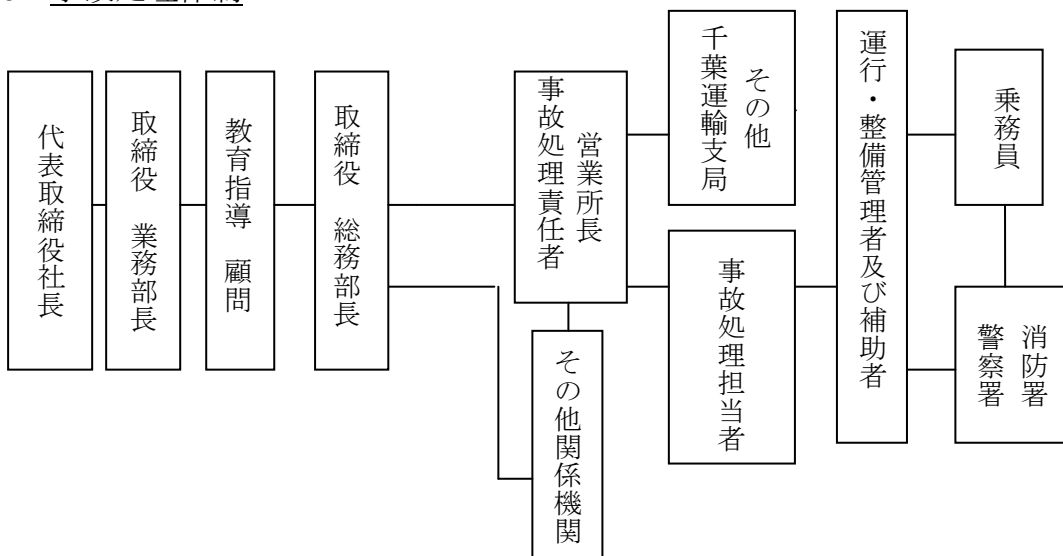 事故処理体制
代表取締役社長
取締役 業務部長
教育指導 顧問
取締役 総務部長
営業所長
事故処理責任者
その他関係機関
その他
千葉運輸支局
事故処理担当者
運行・整備管理者及び補助者
乗務員
消防署
警察署